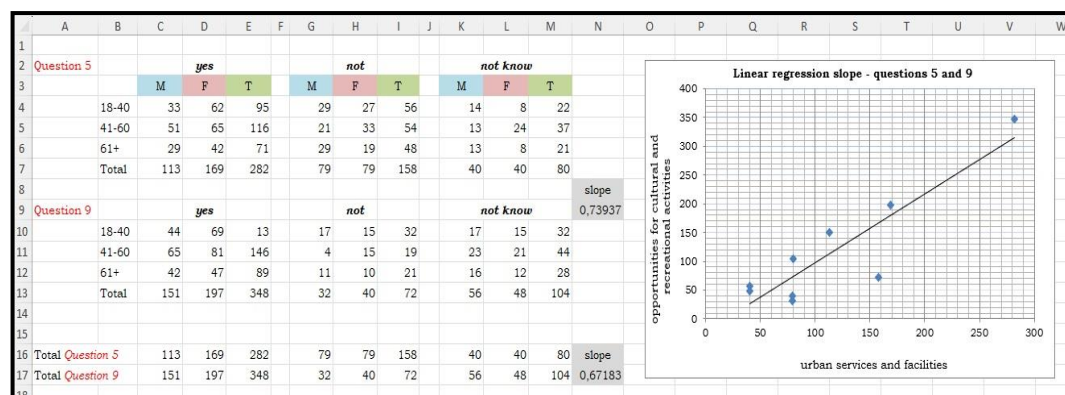 A B C D E F G H I J K L M N O P Q R S T U V W
1
2 Question 5 yes not not know
3 M F T M F T M F T
4 18-40 33 62 95 29 27 56 14 8 22
5 41-60 51 65 116 21 33 54 13 24 37
6 61+ 29 42 71 29 19 48 13 8 21
7 Total 113 169 282 79 79 158 40 40 80
8 slope
9 Question 9 yes not not know 0,73937
10 18-40 44 69 13 17 15 32 17 15 32
11 41-60 65 81 146 4 15 19 23 21 44
12 61+ 42 47 89 11 10 21 16 12 28
13 Total 151 197 348 32 40 72 56 48 104
14
15
16 Total Question 5 113 169 282 79 79 158 40 40 80 slope
17 Total Question 9 151 197 348 32 40 72 56 48 104 0,67183
18
Linear regression slope - questions 5 and 9
400
350
300
250
200
150
100
50
0
0 50 100 150 200 250 300
opportunities for cultural and
recreational activities
urban services and facilities